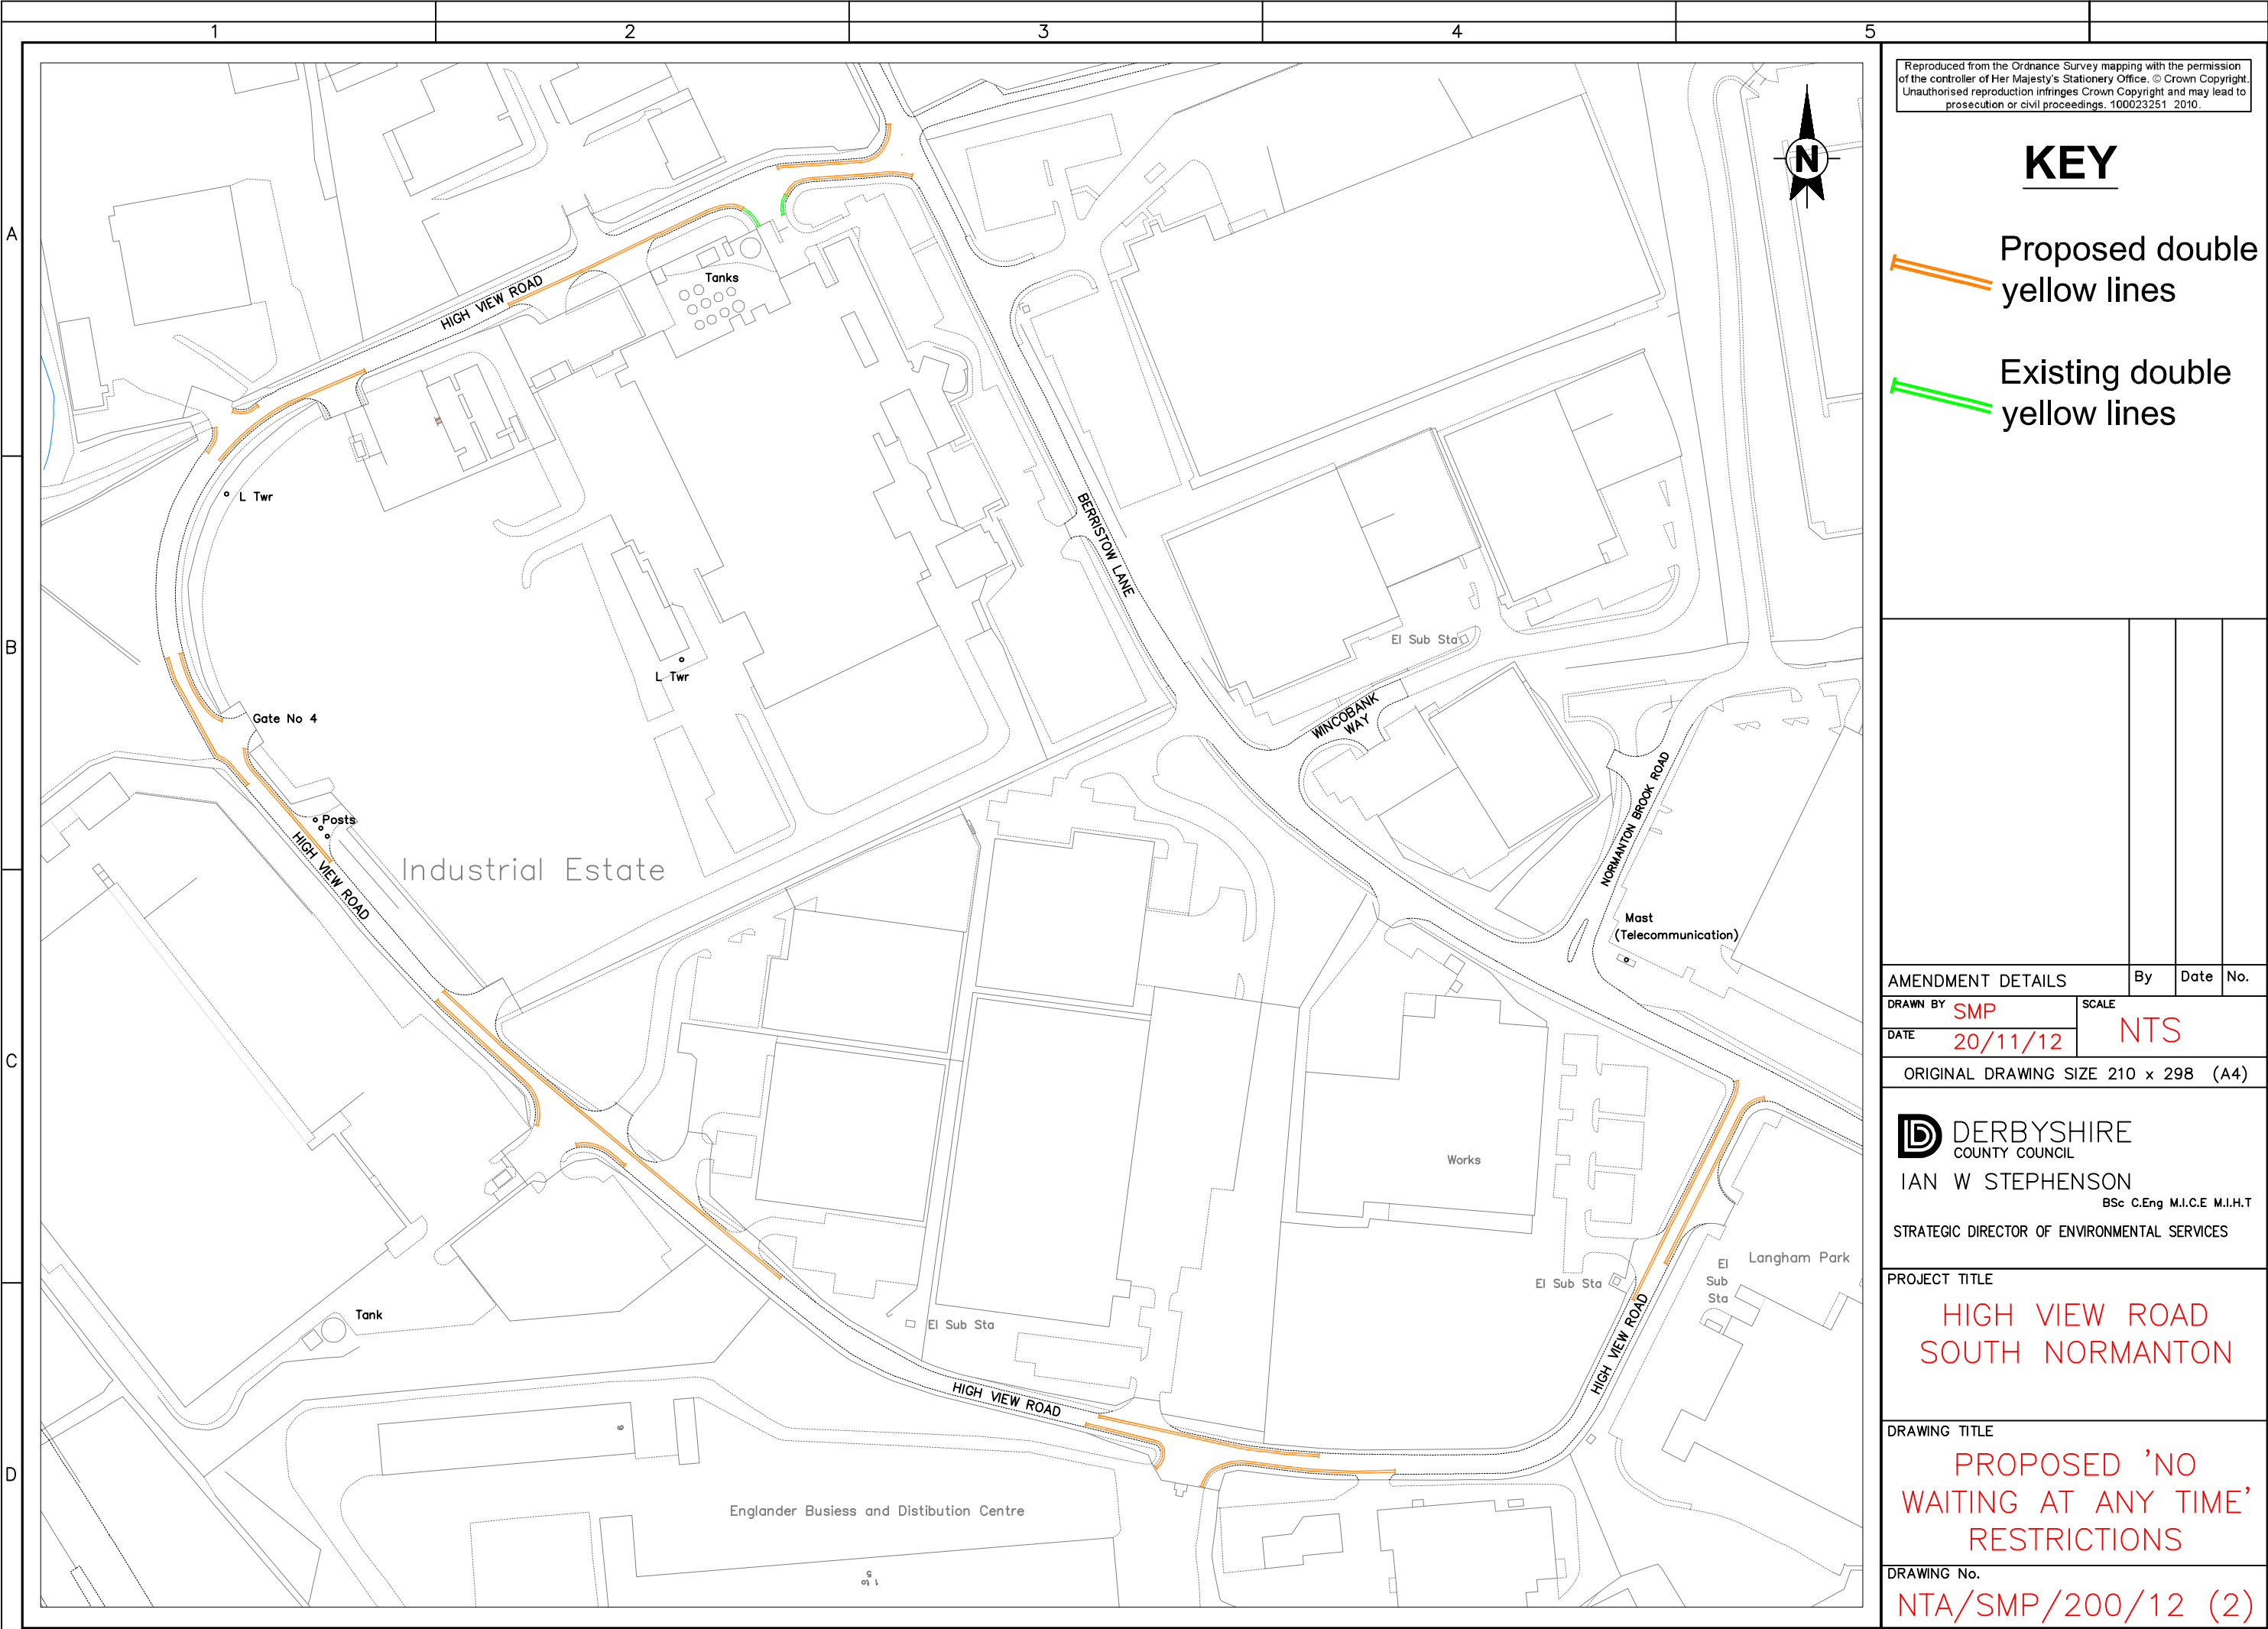 1 2 3 4 5
A
B
C
D
HIGH VIEW ROAD
Tanks
L Twr
BERRISTOW LANE
El Sub Sta
L Twr
WINCOBANK
WAY
Gate No 4
NORMANTON BROOK ROAD
Posts
HIGH VIEW ROAD
Industrial Estate
Mast
(Telecommunication)
Works
Langham Park
El Sub Sta
El
Sub
Sta
Tank
El Sub Sta
HIGH VIEW ROAD
HIGH VIEW ROAD
9
Englander Busiess and Distibution Centre
1 to 5
N
Reproduced from the Ordnance Survey mapping with the permission
of the controller of Her Majesty's Stationery Office. © Crown Copyright.
Unauthorised reproduction infringes Crown Copyright and may lead to
prosecution or civil proceedings. 100023251 2010.
KEY
Proposed double
yellow lines
Existing double
yellow lines
AMENDMENT DETAILS By Date No.
DRAWN BY SMP
SCALE NTS
DATE 20/11/12
ORIGINAL DRAWING SIZE 210 x 298 (A4)
DERBYSHIRE
COUNTY COUNCIL
IAN W STEPHENSON
BSc C.Eng M.I.C.E M.I.H.T
STRATEGIC DIRECTOR OF ENVIRONMENTAL SERVICES
PROJECT TITLE
HIGH VIEW ROAD
SOUTH NORMANTON
DRAWING TITLE
PROPOSED 'NO
WAITING AT ANY TIME'
RESTRICTIONS
DRAWING No.
NTA/SMP/200/12 (2)